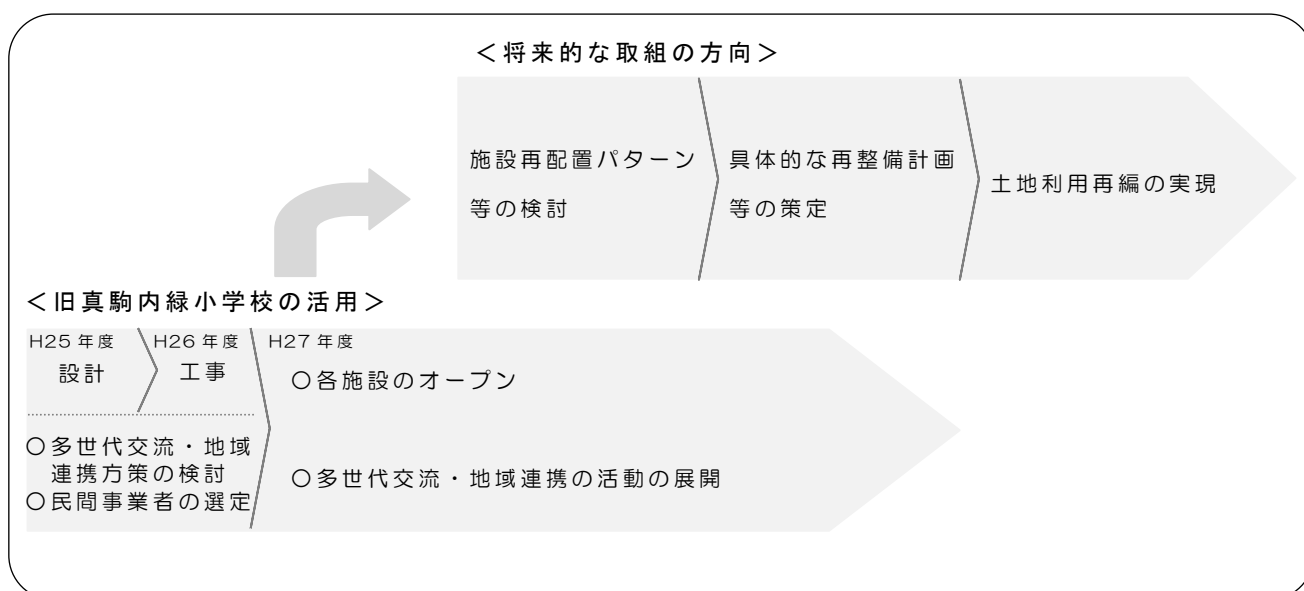 ＜将来的な取組の方向＞
施設再配置パターン
等の検討
具体的な再整備計画
等の策定
土地利用再編の実現
＜旧真駒内緑小学校の活用＞
H25年度
設計
H26年度
工事
H27年度
〇各施設のオープン
〇多世代交流・地域
連携方策の検討
〇民間事業者の選定
〇多世代交流・地域連携の活動の展開